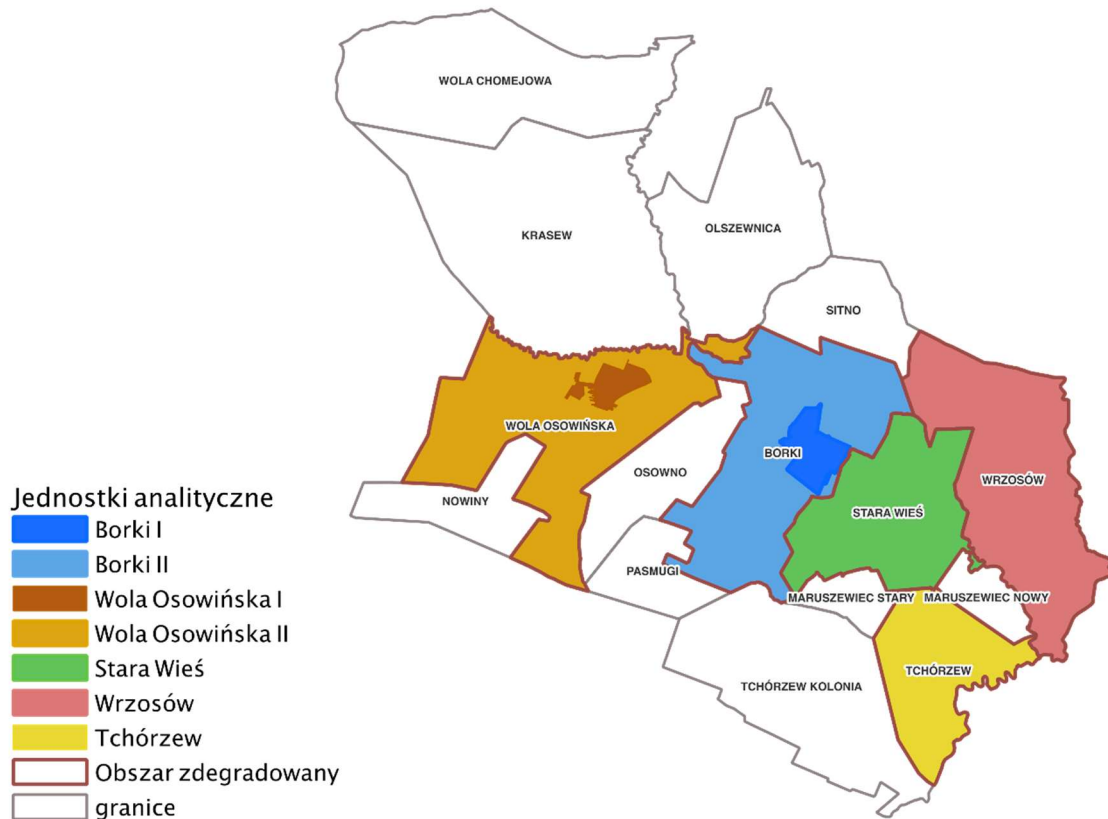 WOLA CHOMEJOWA
KRASEW
OLSZEWNICA
SITNO
WOLA OSOWIŃSKA
OSOWNO
BORKI
WRZOSÓW
NOWINY
STARA WIEŚ
PASMUGI
MARUSZEWIEC STARY
MARUSZEWIEC NOWY
TCHÓRZEW
TCHÓRZEW KOLONIA
Jednostki analityczne
Borki I
Borki II
Wola Osowińska I
Wola Osowińska II
Stara Wieś
Wrzosów
Tchórzew
Obszar zdegradowany
granice